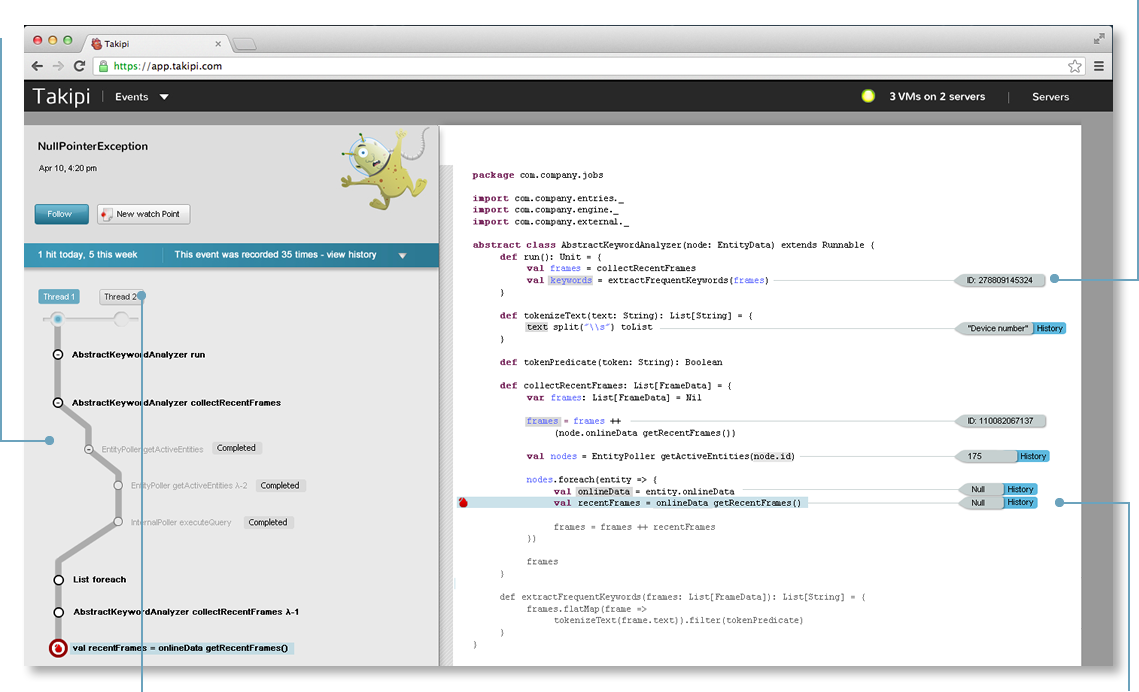 Takipi
https://app.takipi.com
Takipi | Events
3 VMs on 2 servers | Servers
NullPointerException
Apr 10, 4:20 pm
Follow
New watch Point
1 hit today, 5 this week
This event was recorded 35 times - view history
Thread 1
Thread 2
AbstractKeywordAnalyzer run
AbstractKeywordAnalyzer collectRecentFrames
EntityPoller getActiveEntities Completed
EntityPoller getActiveEntities λ-2 Completed
InternalPoller executeQuery Completed
List foreach
AbstractKeywordAnalyzer collectRecentFrames λ-1
val recentFrames = onlineData getRecentFrames()
package com.company.jobs
import com.company.entries._
import com.company.engine._
import com.company.external._
abstract class AbstractKeywordAnalyzer(node: EntityData) extends Runnable {
def run(): Unit = {
val frames = collectRecentFrames
val keywords = extractFrequentKeywords(frames) ID: 278809145324
}
def tokenizeText(text: String): List[String] = {
text split("\\s") toList "Device number" History
}
def tokenPredicate(token: String): Boolean
def collectRecentFrames: List[FrameData] = {
var frames: List[FrameData] = Nil
frames = frames ++ ID: 110082067137
(node.onlineData getRecentFrames())
val nodes = EntityPoller getActiveEntities(node.id) 175 History
nodes.foreach(entity => {
val onlineData = entity.onlineData Null History
val recentFrames = onlineData getRecentFrames() Null History
frames = frames ++ recentFrames
})
frames
}
def extractFrequentKeywords(frames: List[FrameData]): List[String] = {
frames.flatMap(frame =>
tokenizeText(frame.text)).filter(tokenPredicate)
}
}